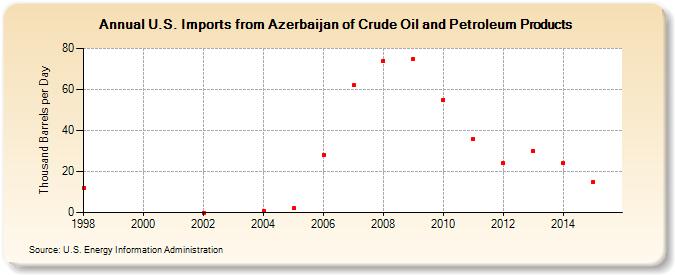 Annual U.S. Imports from Azerbaijan of Crude Oil and Petroleum Products
Thousand Barrels per Day
80
60
40
20
0
1998 2000 2002 2004 2006 2008 2010 2012 2014
Source: U.S. Energy Information Administration